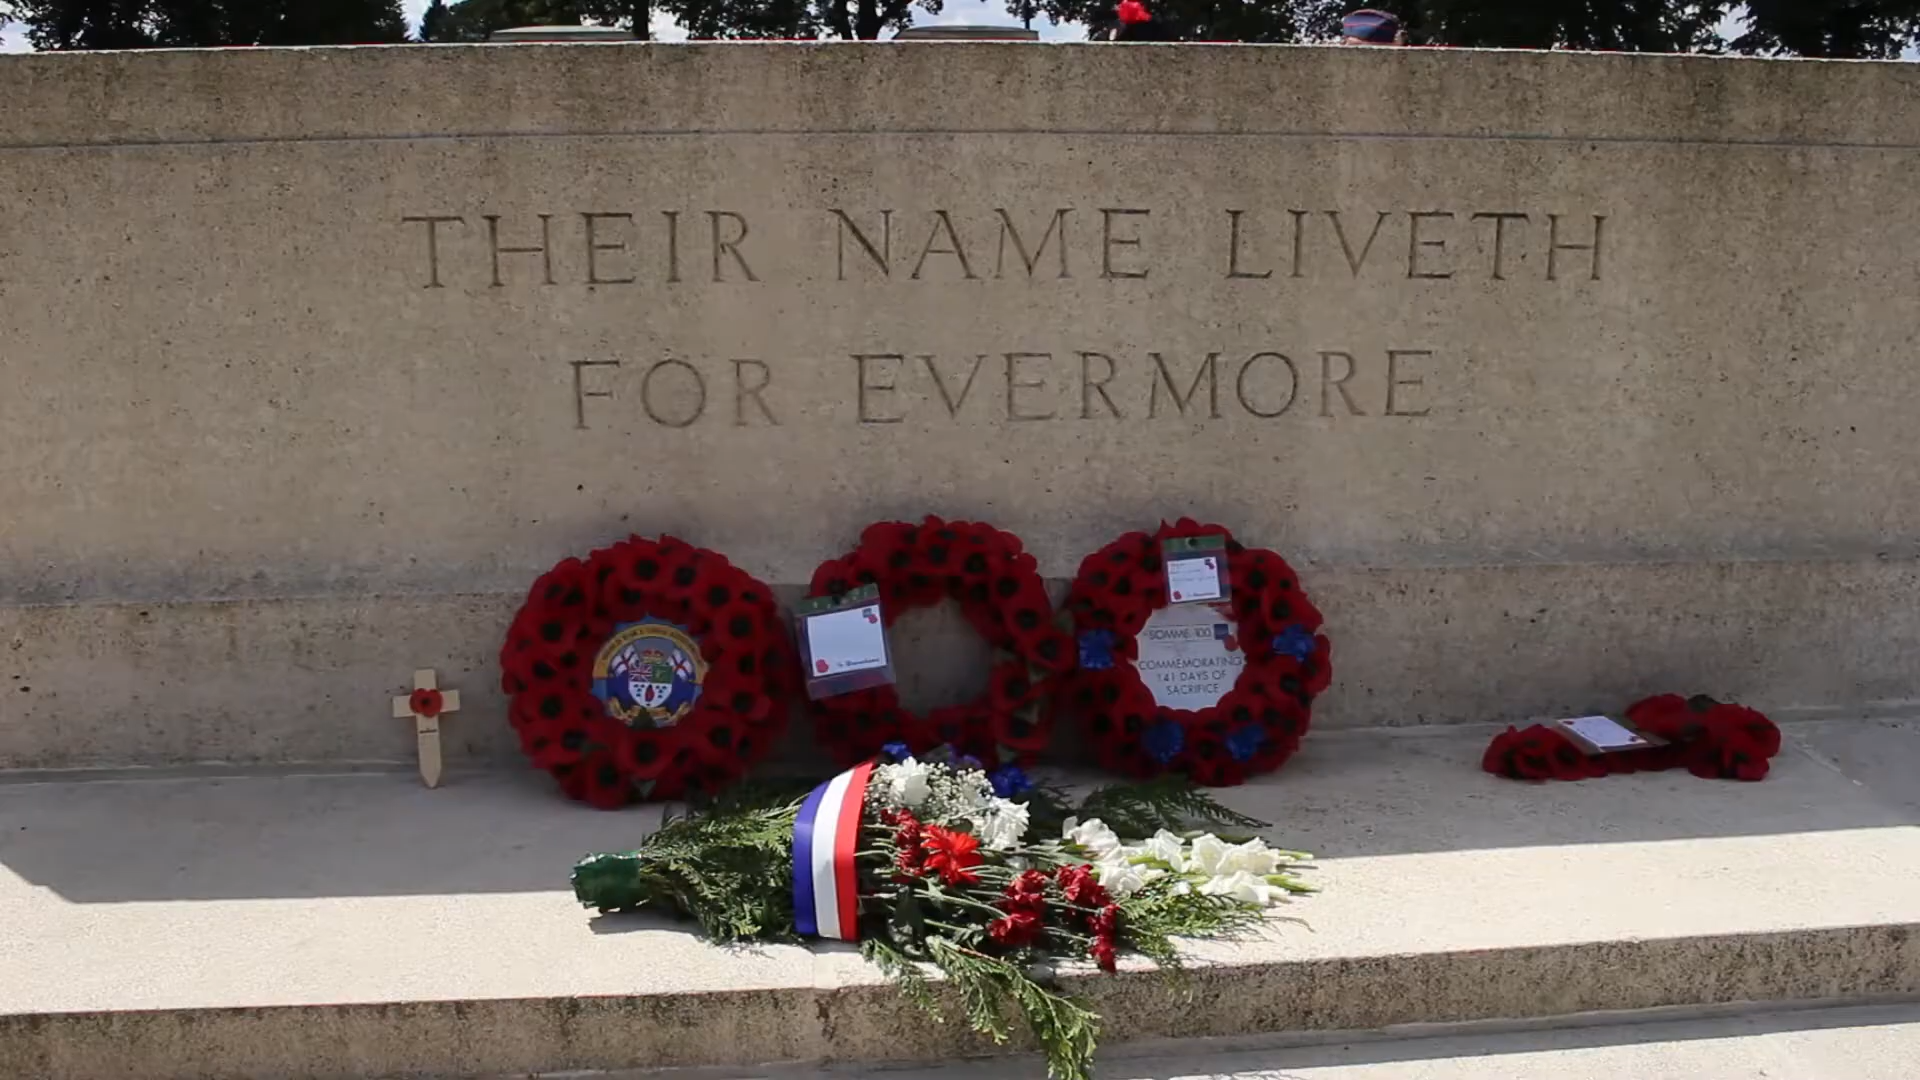 THEIR NAME LIVETH
FOR EVERMORE
SOMME 100
COMMEMORATING
141 DAYS OF
SACRIFICE